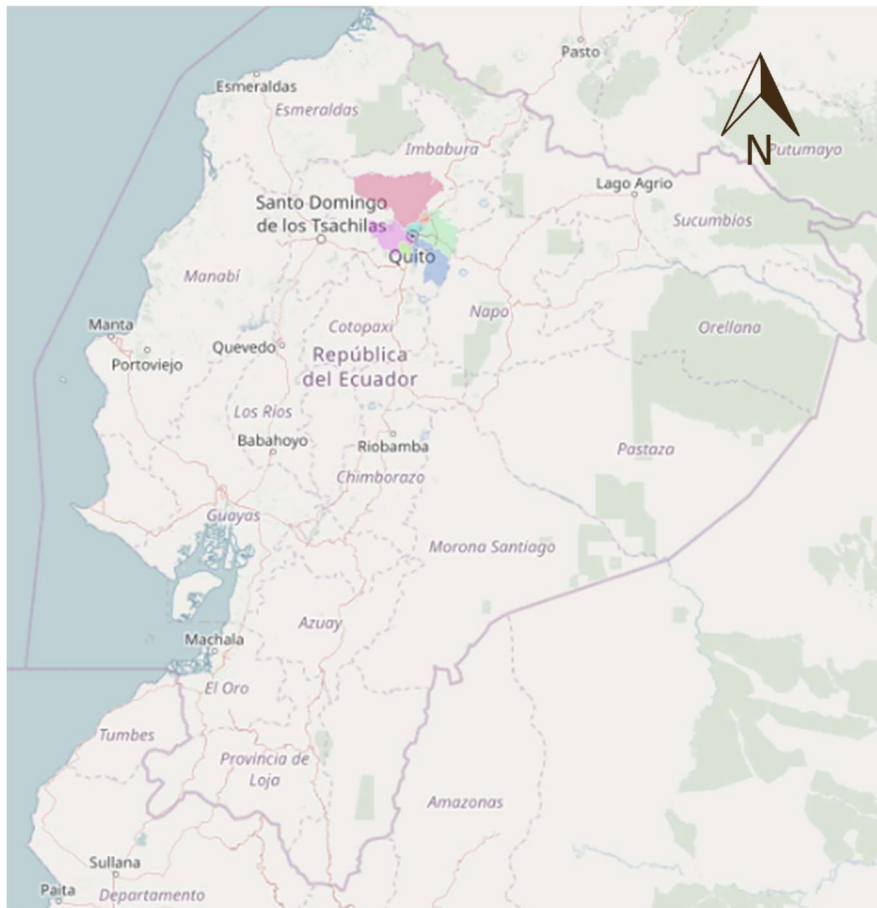 Pasto
Esmeraldas
Esmeraldas
N
Putumayo
Imbabura
Lago Agrio
Santo Domingo
de los Tsachilas
Sucumbios
Quito
Manabí
Napo
Manta
Cotopaxi
Orellana
Quevedo
República
del Ecuador
Portoviejo
Los Ríos
Babahoyo
Riobamba
Pastaza
Chimborazo
Guayas
Morona Santiago
Azuay
Machala
El Oro
Tumbes
Provincia de
Loja
Amazonas
Sullana
Paita
Departamento